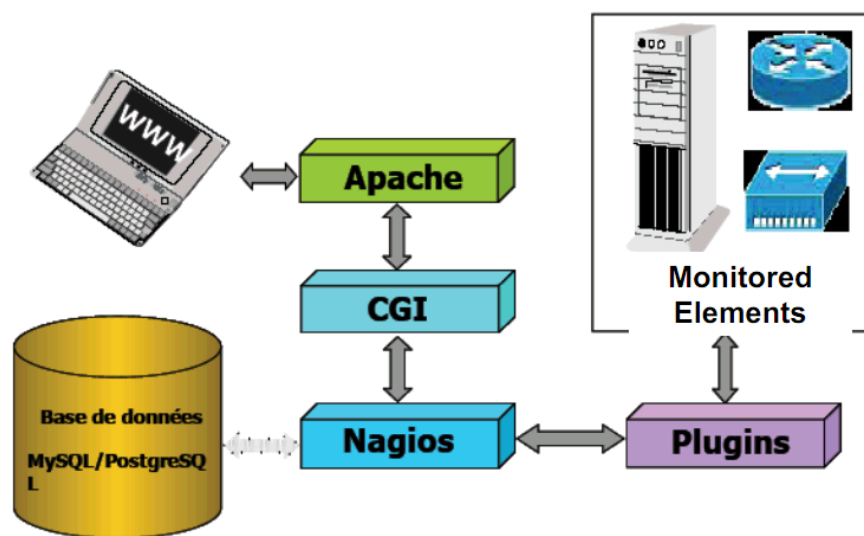 WWW
Apache
CGI
Monitored
Elements
Base de données
MySQL/PostgreSQ
L
Nagios
Plugins